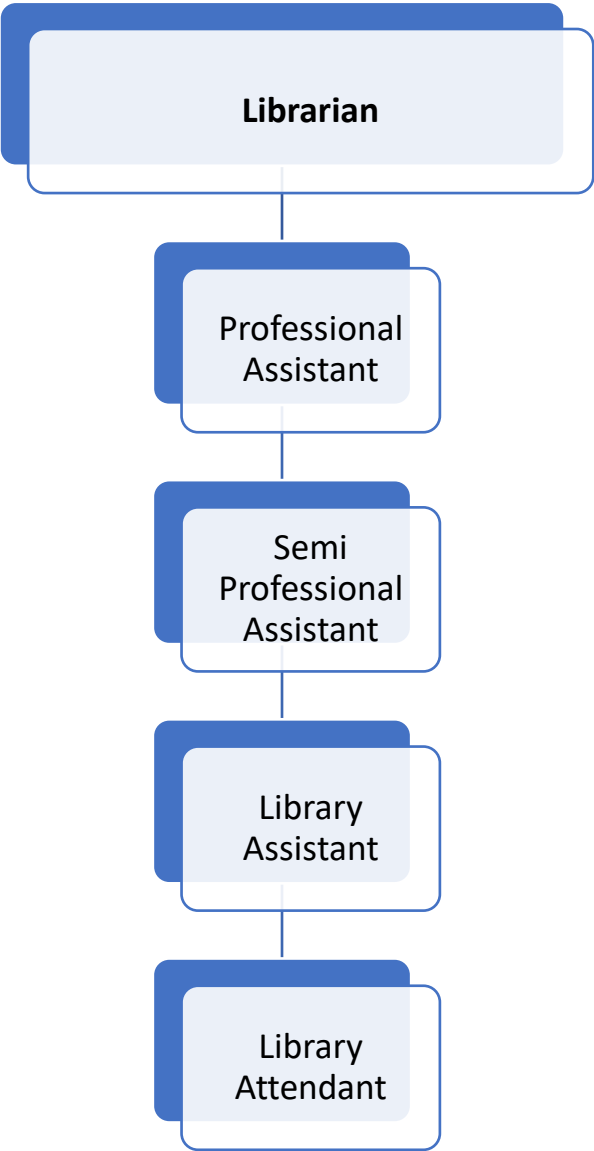 Librarian
Professional
Assistant
Semi
Professional
Assistant
Library
Assistant
Library
Attendant